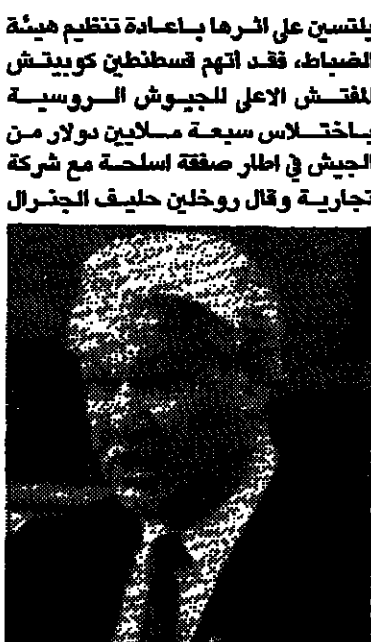 يلتسين على اثرها باعادة تنظيم هيئة
الضباط، فقد اتهم قسطنطين كوبيتش
المفتش الاعلى للجيوش الروسية
باختلاس سبعة ملايين دولار من
الجيش في اطار صفقة اسلحة مع شركة
تجارية وقال روخلين حليف الجنرال